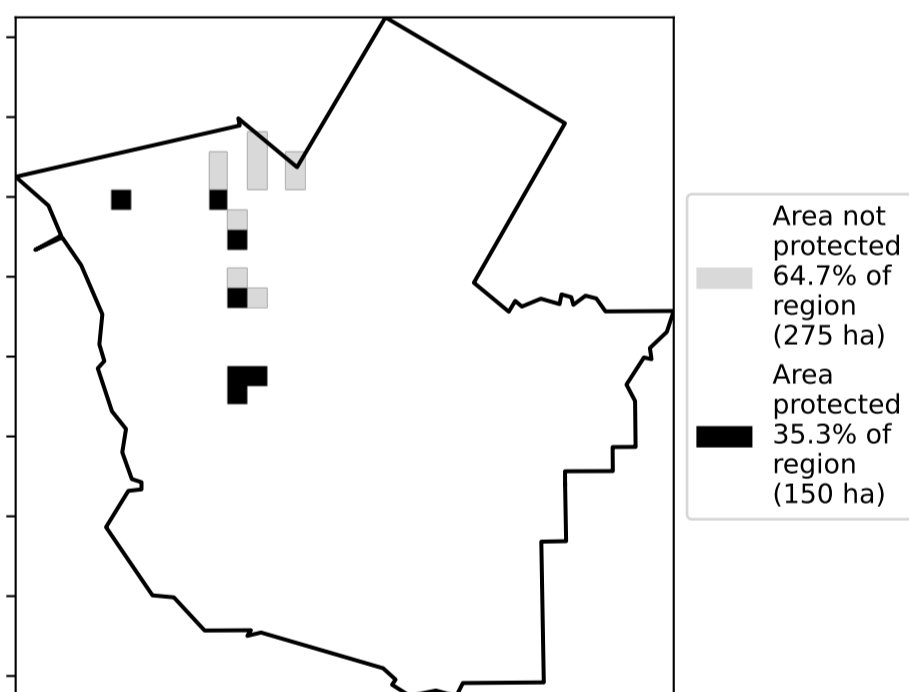 Area not
protected
64.7% of
region
(275 ha)
Area
protected
35.3% of
region
(150 ha)